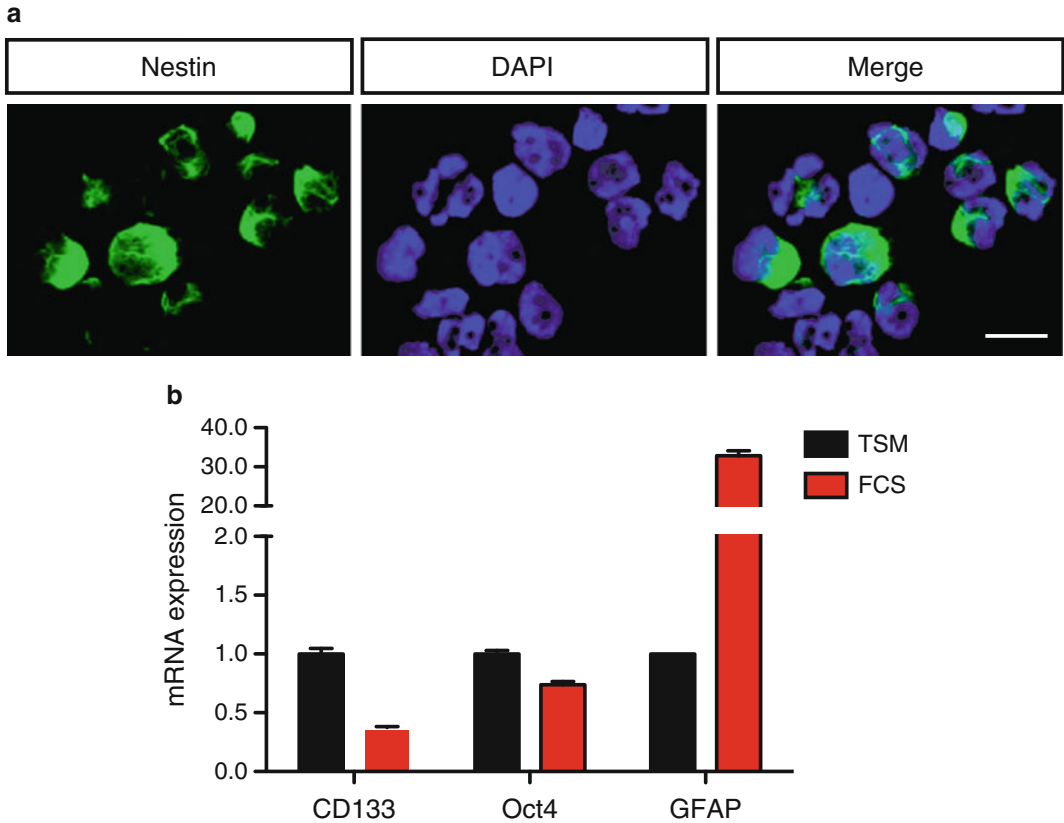 a
Nestin DAPI Merge
b
mRNA expression
40.0
30.0
20.0
2.0
1.5
1.0
0.5
0.0
CD133 Oct4 GFAP
TSM
FCS